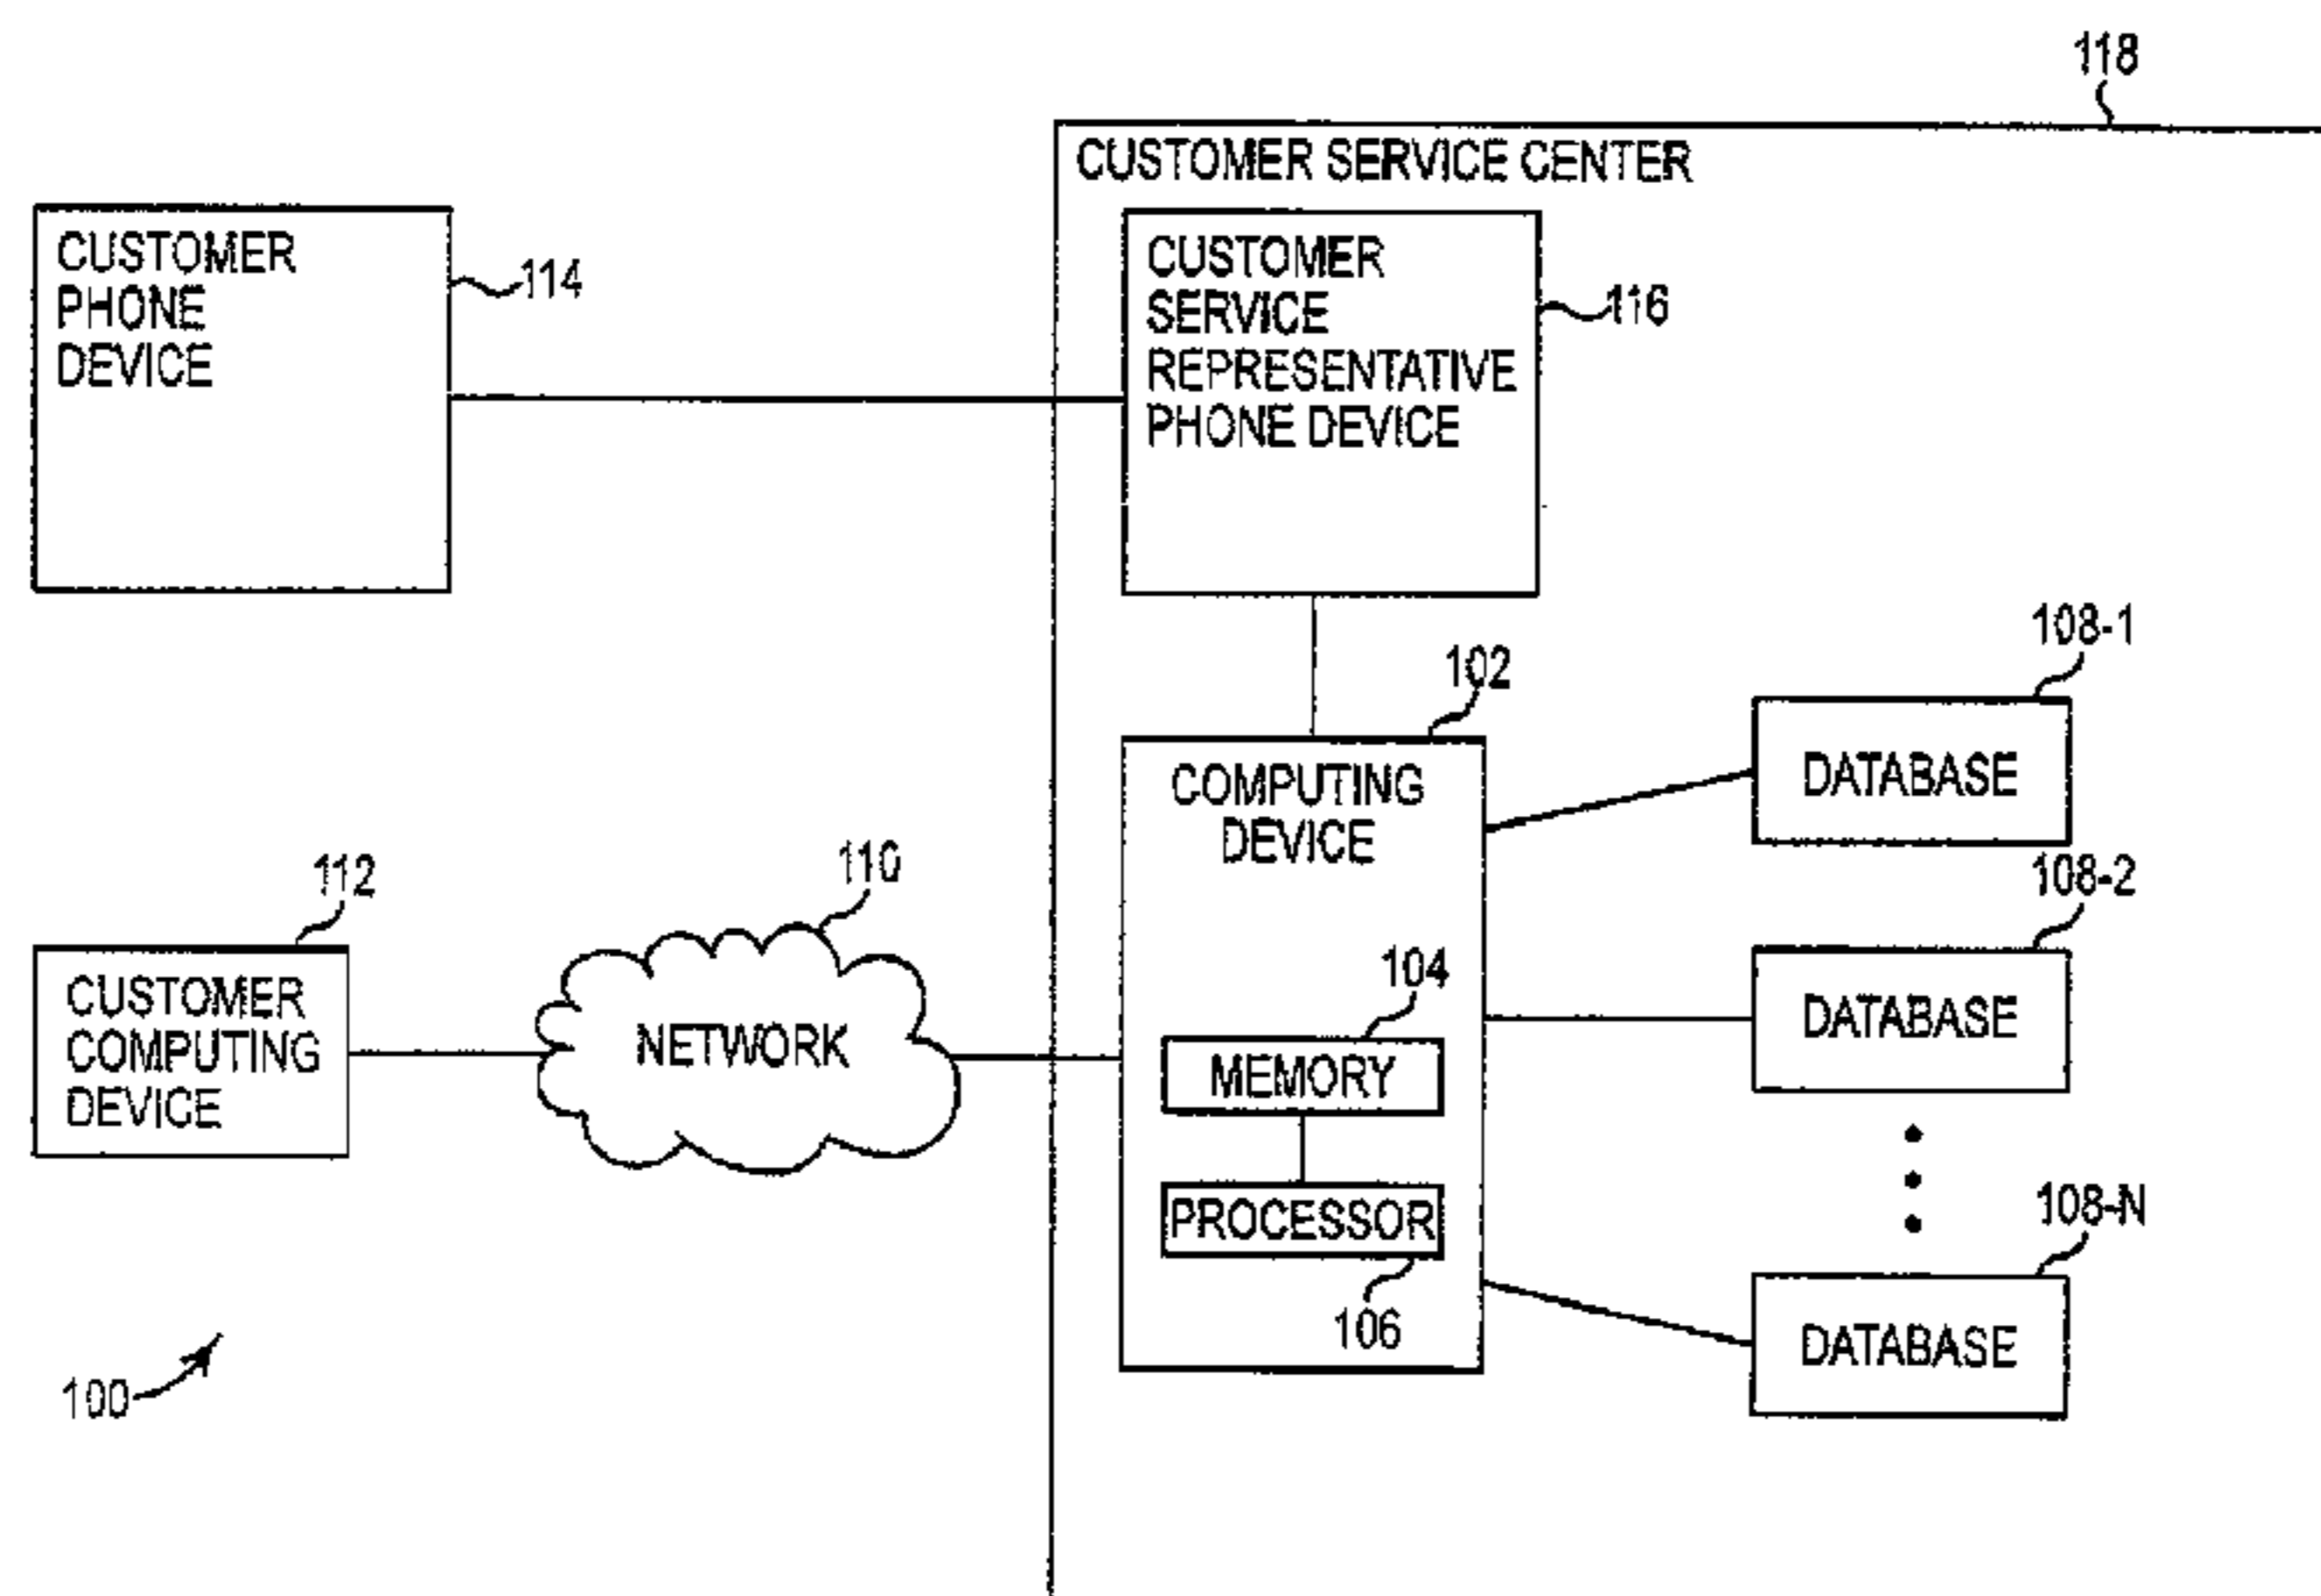 118
CUSTOMER SERVICE CENTER
CUSTOMER
PHONE
DEVICE
114
CUSTOMER
SERVICE
REPRESENTATIVE
PHONE DEVICE
116
102
COMPUTING
DEVICE
108-1
DATABASE
112
CUSTOMER
COMPUTING
DEVICE
110
NETWORK
104
MEMORY
PROCESSOR
106
108-2
DATABASE
108-N
DATABASE
100